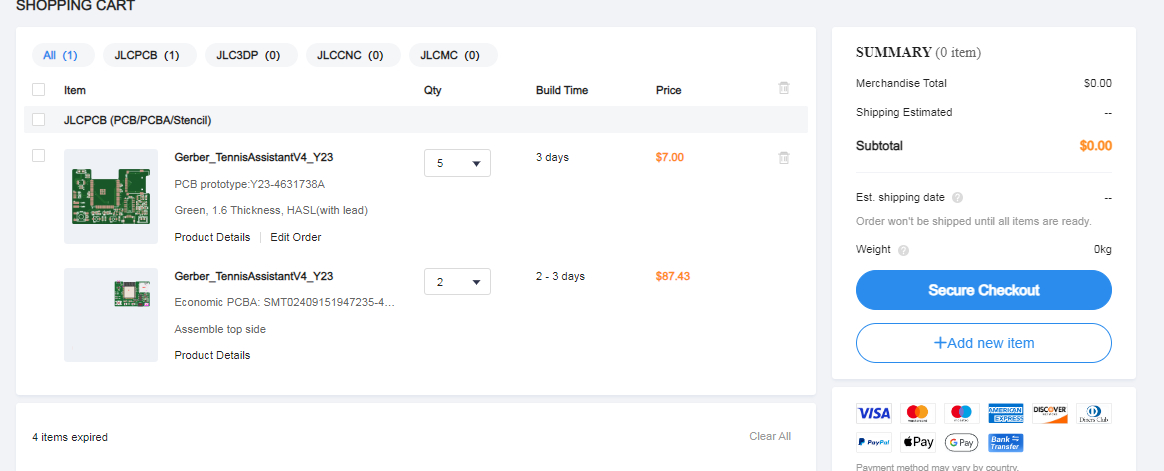 SHOPPING CART
All (1) JLCPCB (1) JLC3DP (0) JLCCNC (0) JLCMC (0)
Item Qty Build Time Price
JLCPCB (PCB/PCBA/Stencil)
Gerber_TennisAssistantV4_Y23 5 3 days $7.00
PCB prototype:Y23-4631738A
Green, 1.6 Thickness, HASL(with lead)
Product Details Edit Order
Gerber_TennisAssistantV4_Y23 2 2 - 3 days $87.43
Economic PCBA: SMT02409151947235-4...
Assemble top side
Product Details
4 items expired Clear All
SUMMARY (0 item)
Merchandise Total $0.00
Shipping Estimated --
Subtotal $0.00
Est. shipping date ? --
Order won't be shipped until all items are ready.
Weight ? 0kg
Secure Checkout
+Add new item
VISA AMERICAN EXPRESS DISCOVER Diners Club
PayPal Pay G Pay Bank Transfer
Payment method may vary by country.